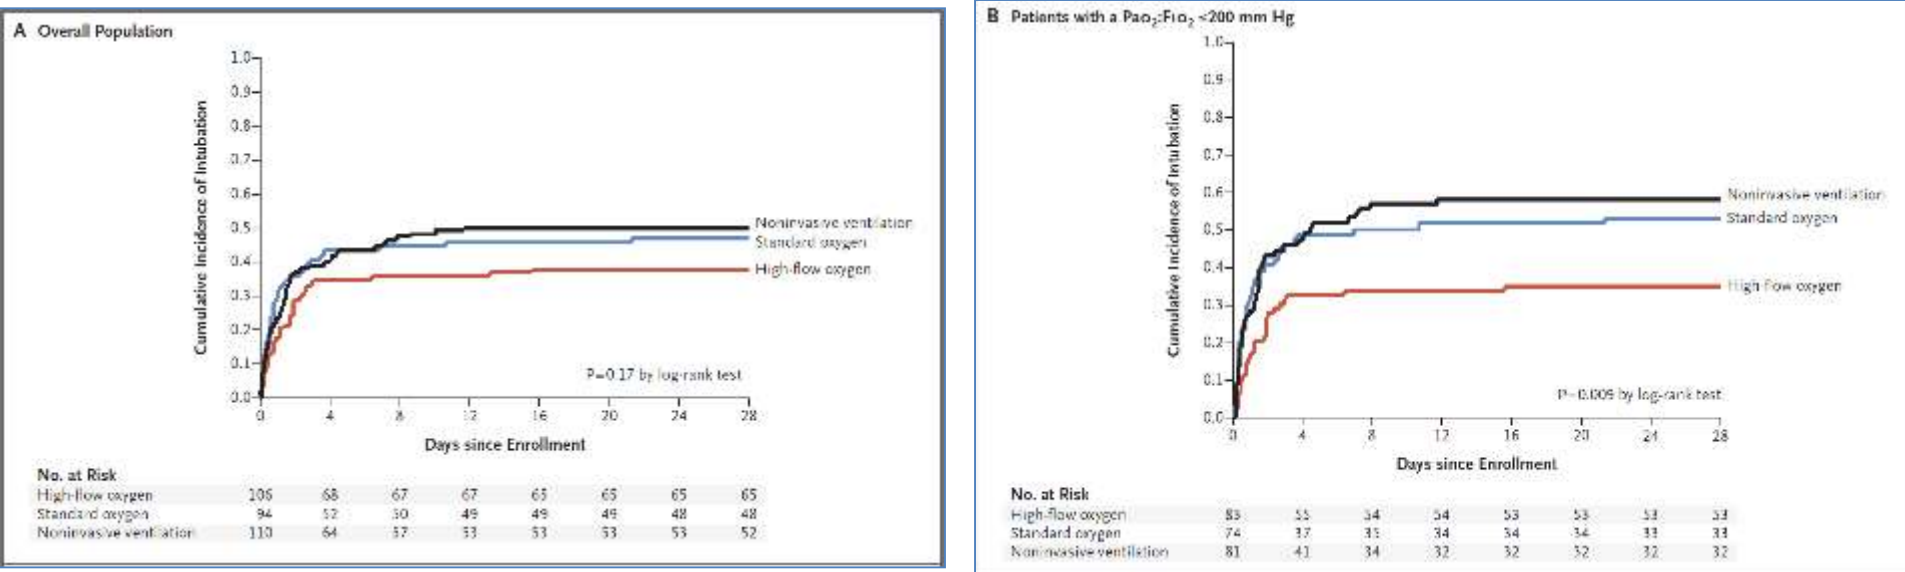 A Overall Population
1.0
0.9
0.8
0.7
0.6
0.5
0.4
0.3
0.2
0.1
0.0
Cumulative Incidence of Intubation
Noninvasive ventilation
Standard oxygen
High-flow oxygen
P=0.17 by log-rank test
0 4 8 12 16 20 24 28
Days since Enrollment
No. at Risk
High-flow oxygen 106 68 67 67 65 65 65 65
Standard oxygen 94 52 50 49 49 49 48 48
Noninvasive ventilation 110 64 57 53 53 53 53 52
B Patients with a PaO2:FiO2 ≤200 mm Hg
1.0
0.9
0.8
0.7
0.6
0.5
0.4
0.3
0.2
0.1
0.0
Cumulative Incidence of Intubation
Noninvasive ventilation
Standard oxygen
High-flow oxygen
P=0.009 by log-rank test
0 4 8 12 16 20 24 28
Days since Enrollment
No. at Risk
High-flow oxygen 83 55 54 54 53 53 53 53
Standard oxygen 74 37 35 34 34 34 33 33
Noninvasive ventilation 81 41 34 32 32 32 32 32